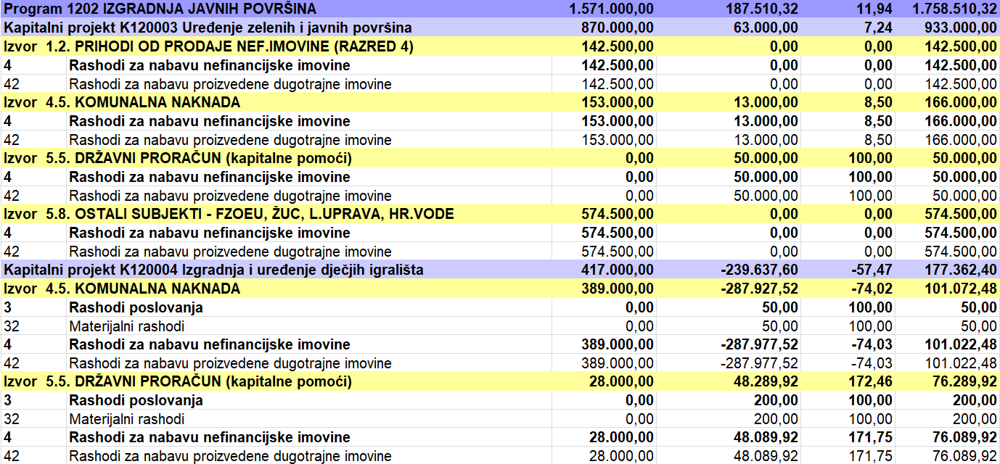 Program 1202 IZGRADNJA JAVNIH POVRŠINA 1.571.000,00 187.510,32 11,94 1.758.510,32
Kapitalni projekt K120003 Uređenje zelenih i javnih površina 870.000,00 63.000,00 7,24 933.000,00
Izvor 1.2. PRIHODI OD PRODAJE NEF.IMOVINE (RAZRED 4) 142.500,00 0,00 0,00 142.500,00
4 Rashodi za nabavu nefinancijske imovine 142.500,00 0,00 0,00 142.500,00
42 Rashodi za nabavu proizvedene dugotrajne imovine 142.500,00 0,00 0,00 142.500,00
Izvor 4.5. KOMUNALNA NAKNADA 153.000,00 13.000,00 8,50 166.000,00
4 Rashodi za nabavu nefinancijske imovine 153.000,00 13.000,00 8,50 166.000,00
42 Rashodi za nabavu proizvedene dugotrajne imovine 153.000,00 13.000,00 8,50 166.000,00
Izvor 5.5. DRŽAVNI PRORAČUN (kapitalne pomoći) 0,00 50.000,00 100,00 50.000,00
4 Rashodi za nabavu nefinancijske imovine 0,00 50.000,00 100,00 50.000,00
42 Rashodi za nabavu proizvedene dugotrajne imovine 0,00 50.000,00 100,00 50.000,00
Izvor 5.8. OSTALI SUBJEKTI - FZOEU, ŽUC, L.UPRAVA, HR.VODE 574.500,00 0,00 0,00 574.500,00
4 Rashodi za nabavu nefinancijske imovine 574.500,00 0,00 0,00 574.500,00
42 Rashodi za nabavu proizvedene dugotrajne imovine 574.500,00 0,00 0,00 574.500,00
Kapitalni projekt K120004 Izgradnja i uređenje dječjih igrališta 417.000,00 -239.637,60 -57,47 177.362,40
Izvor 4.5. KOMUNALNA NAKNADA 389.000,00 -287.927,52 -74,02 101.072,48
3 Rashodi poslovanja 0,00 50,00 100,00 50,00
32 Materijalni rashodi 0,00 50,00 100,00 50,00
4 Rashodi za nabavu nefinancijske imovine 389.000,00 -287.977,52 -74,03 101.022,48
42 Rashodi za nabavu proizvedene dugotrajne imovine 389.000,00 -287.977,52 -74,03 101.022,48
Izvor 5.5. DRŽAVNI PRORAČUN (kapitalne pomoći) 28.000,00 48.289,92 172,46 76.289,92
3 Rashodi poslovanja 0,00 200,00 100,00 200,00
32 Materijalni rashodi 0,00 200,00 100,00 200,00
4 Rashodi za nabavu nefinancijske imovine 28.000,00 48.089,92 171,75 76.089,92
42 Rashodi za nabavu proizvedene dugotrajne imovine 28.000,00 48.089,92 171,75 76.089,92